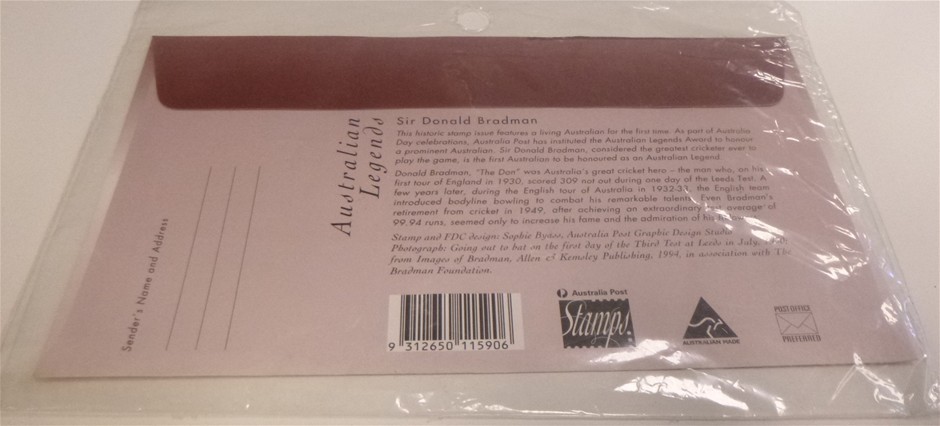 Sender's Name and Address
Australian
Legends
Sir Donald Bradman
This historic stamp issue features a living Australian for the first time. As part of Australia
Day celebrations, Australia Post has instituted the Australian Legends Award to honour
a prominent Australian. Sir Donald Bradman, considered the greatest cricketer ever to
play the game, is the first Australian to be honoured as an Australian Legend.
Donald Bradman, "The Don" was Australia's great cricket hero – the man who, on his
first tour of England in 1930, scored 309 not out during one day of the Leeds Test. A
few years later, during the English tour of Australia in 1932-33, the English team
introduced bodyline bowling to combat his remarkable talent. Even Bradman's
retirement from cricket in 1949, after achieving an extraordinary average of
99.94 runs, seemed only to increase his fame and the admiration of his
Stamp and FDC design: Sophie Byass, Australia Post Graphic Design Studio
Photograph: Going out to bat on the first day of the Third Test at Leeds in July,
from Images of Bradman, Allen & Kemsley Publishing, 1994, in association with The
Bradman Foundation.
9 312650 115906
Australia Post
Stamps.
AUSTRALIAN MADE
POST OFFICE
PREFERRED